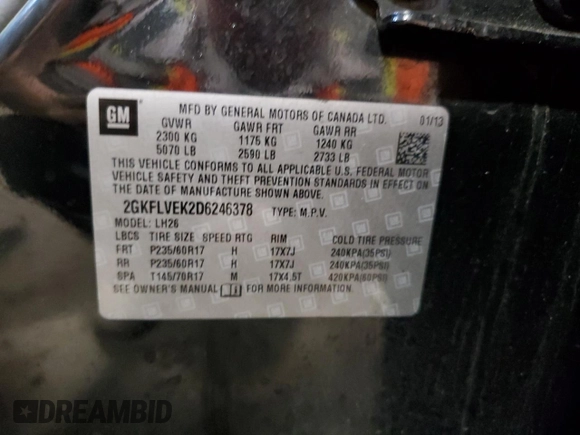 GM
MFD BY GENERAL MOTORS OF CANADA LTD. 01/13
GVWR GAWR FRT GAWR RR
2300 KG 1175 KG 1240 KG
5070 LB 2590 LB 2733 LB
THIS VEHICLE CONFORMS TO ALL APPLICABLE U.S. FEDERAL MOTOR
VEHICLE SAFETY AND THEFT PREVENTION STANDARDS IN EFFECT ON
THE DATE OF MANUFACTURE SHOWN ABOVE.
2GKFLVEK2D6246378 TYPE: M.P.V.
MODEL: LH26
LBCS TIRE SIZE SPEED RTG RIM COLD TIRE PRESSURE
FRT P235/60R17 H 17X7J 240KPA(35PSI)
RR P235/60R17 H 17X7J 240KPA(35PSI)
SPA T145/70R17 M 17X4.5T 420KPA(60PSI)
SEE OWNER'S MANUAL FOR MORE INFORMATION.
DREAMBID